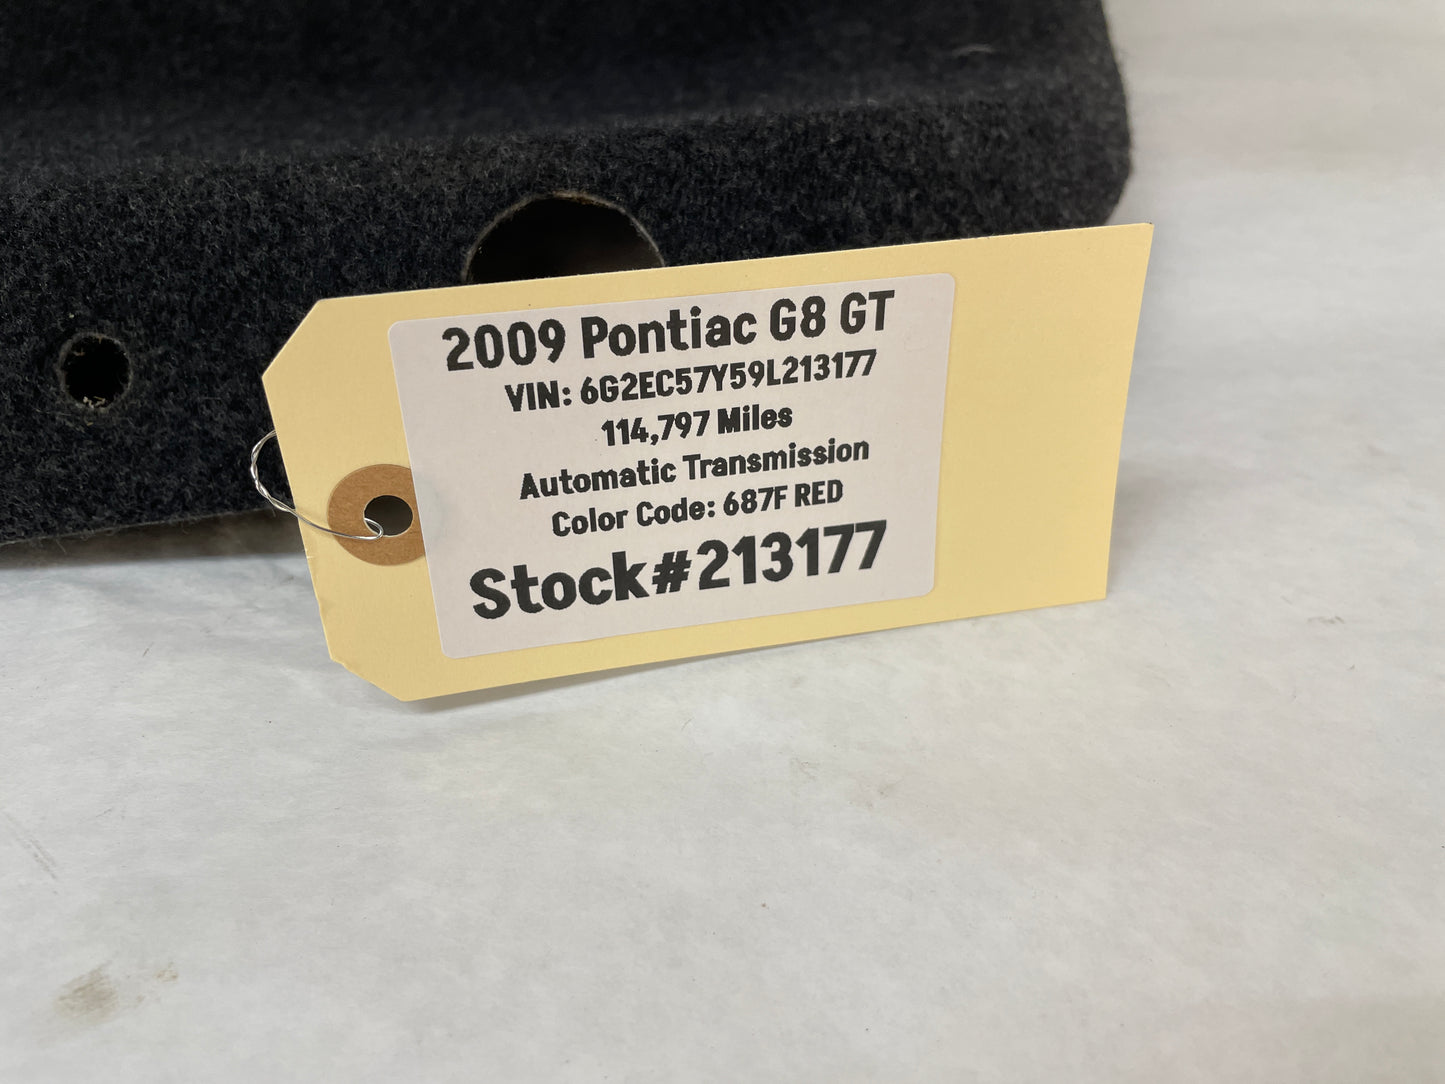 2009 Pontiac G8 GT
VIN: 6G2EC57Y59L213177
114,797 Miles
Automatic Transmission
Color Code: 687F RED
Stock#213177